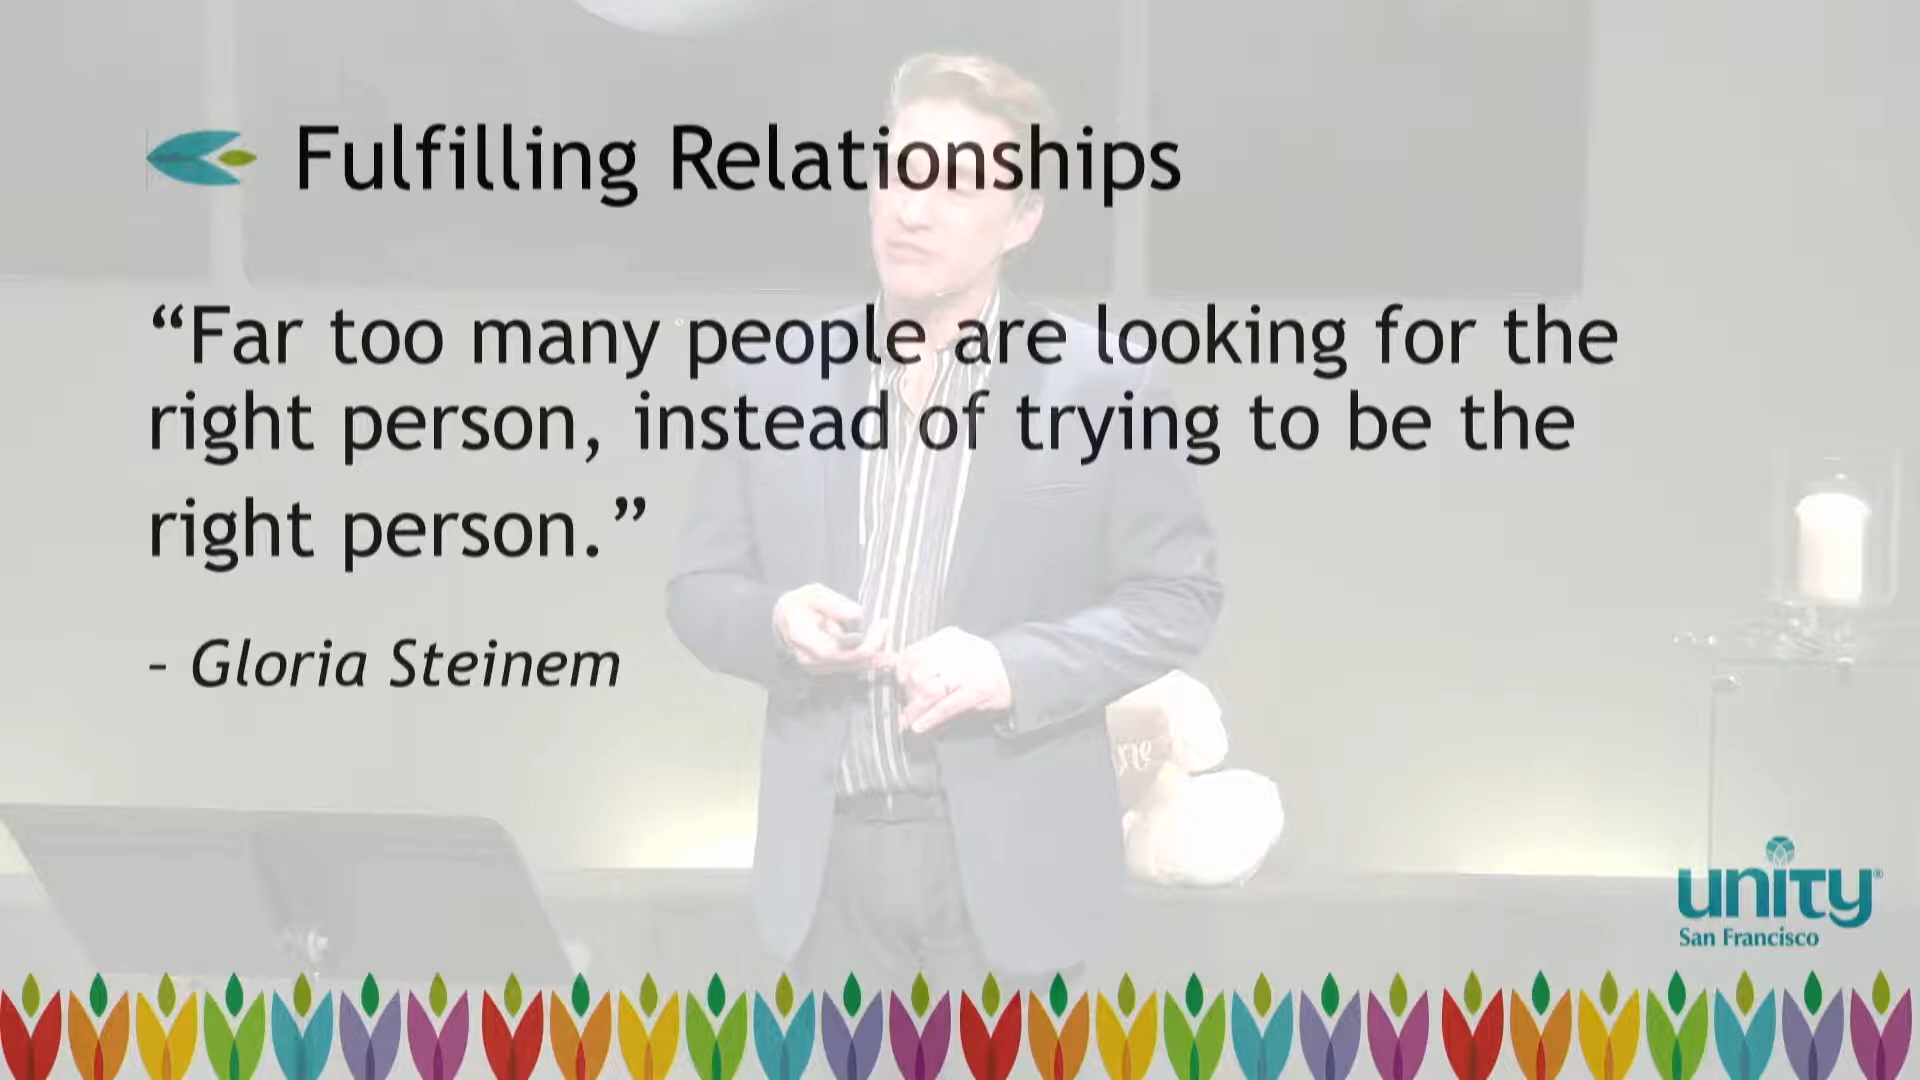 Fulfilling Relationships
“Far too many people are looking for the
right person, instead of trying to be the
right person.”
– Gloria Steinem
unity®
San Francisco